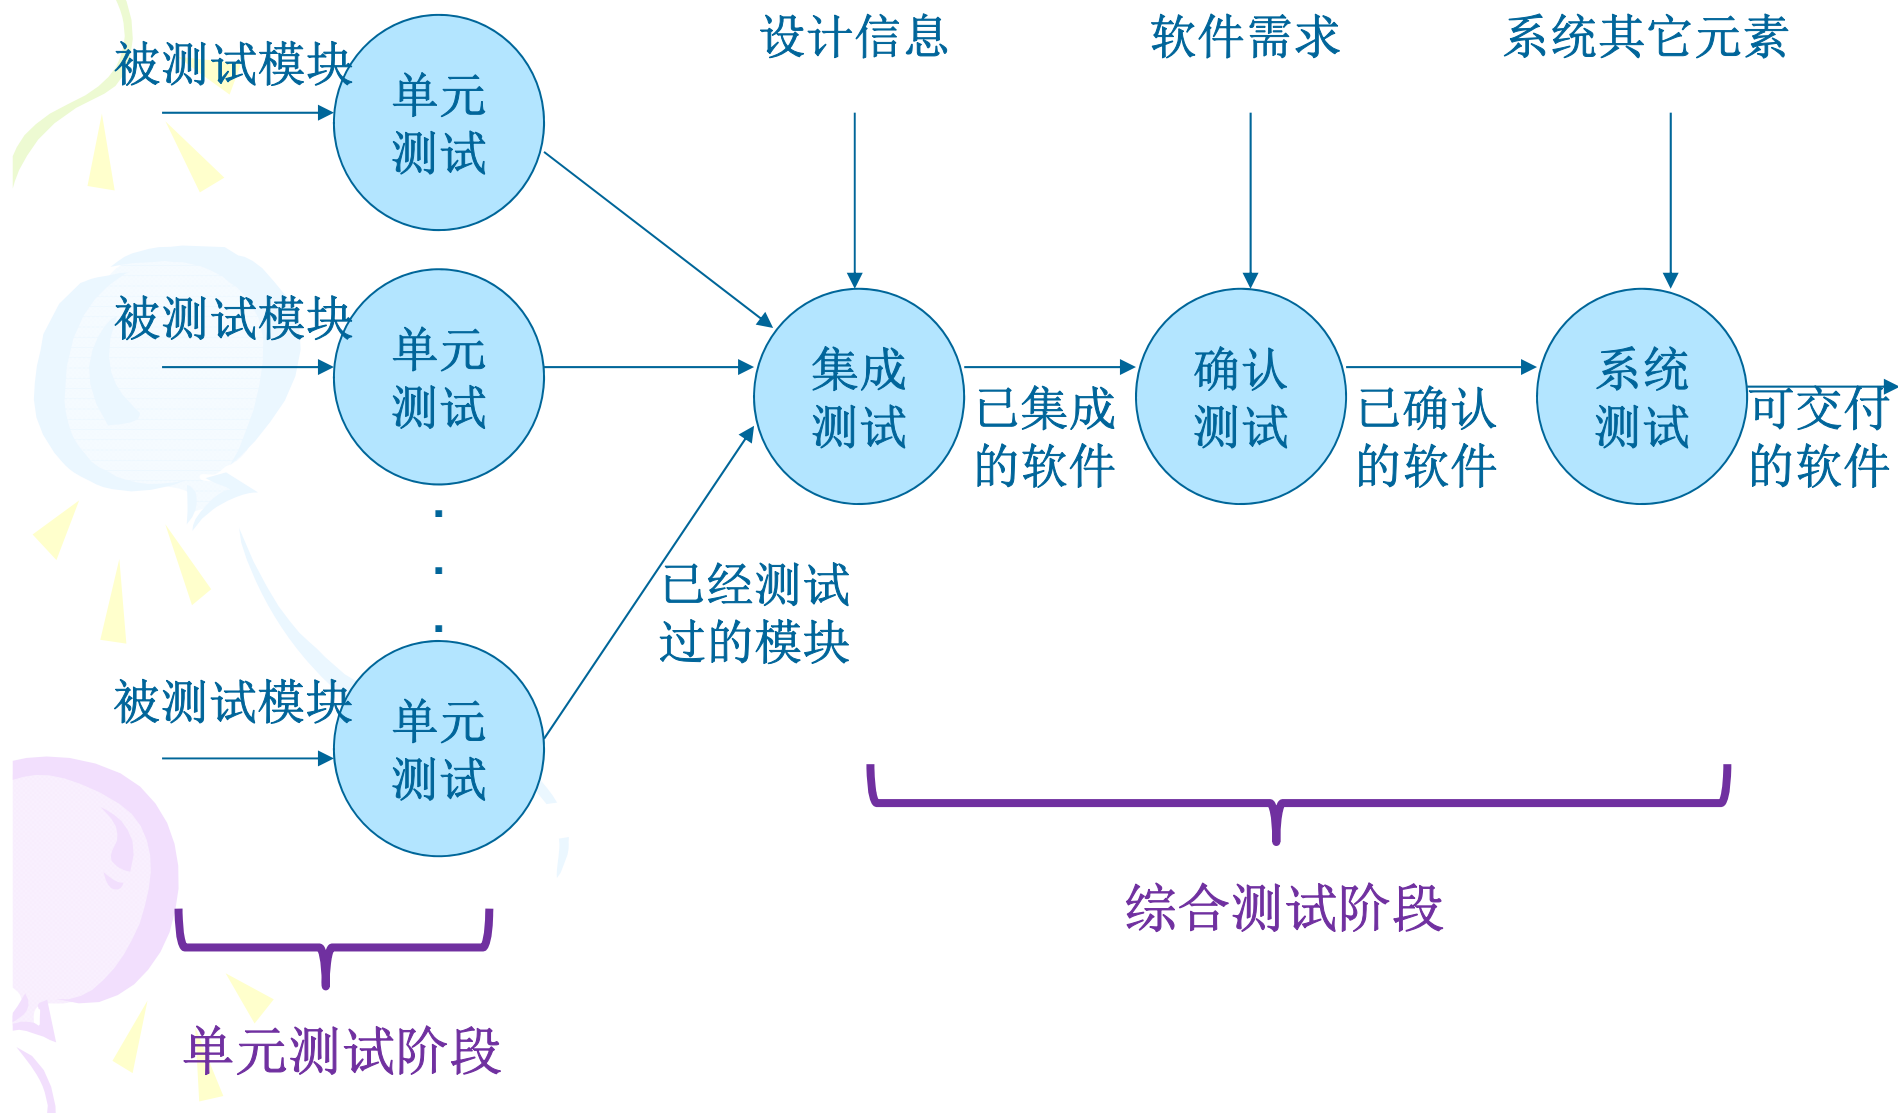 设计信息
软件需求
系统其它元素
被测试模块
单元
测试
被测试模块
单元
测试
集成
测试
已集成
的软件
确认
测试
已确认
的软件
系统
测试
可交付
的软件
.
.
.
已经测试
过的模块
被测试模块
单元
测试
综合测试阶段
单元测试阶段